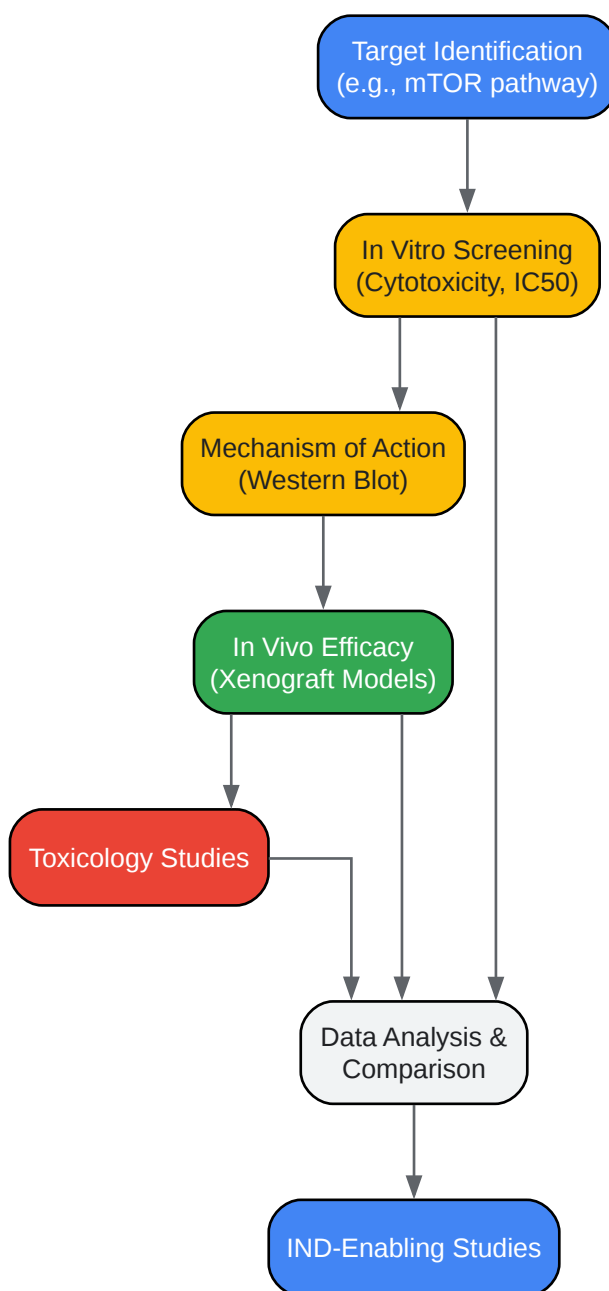 Target Identification
(e.g., mTOR pathway)
In Vitro Screening
(Cytotoxicity, IC50)
Mechanism of Action
(Western Blot)
In Vivo Efficacy
(Xenograft Models)
Toxicology Studies
Data Analysis &
Comparison
IND-Enabling Studies